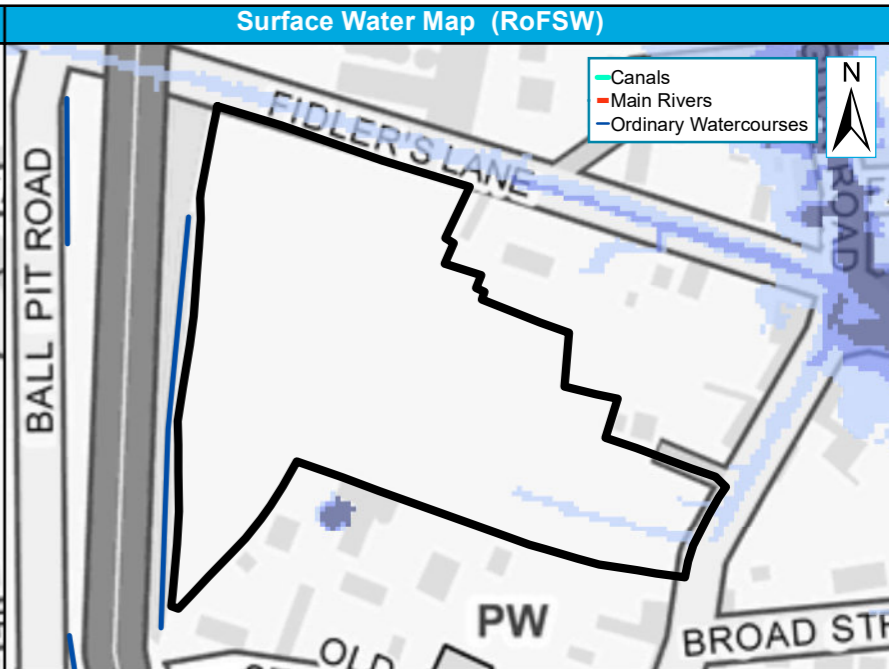 Surface Water Map (RoFSW)
Canals
Main Rivers
Ordinary Watercourses
N
FIDLER'S LANE
ROAD
BALL PIT ROAD
PW
OLD
BROAD STR